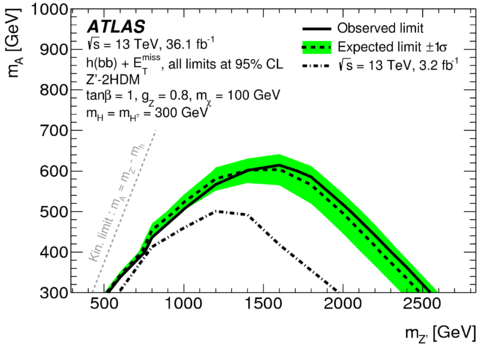 ATLAS
√s = 13 TeV, 36.1 fb⁻¹
h(bb) + E_T^miss, all limits at 95% CL
Z'-2HDM
tanβ = 1, g_Z = 0.8, m_χ = 100 GeV
m_H = m_H± = 300 GeV
Observed limit
Expected limit ±1σ
√s = 13 TeV, 3.2 fb⁻¹
Kin. limit - m_A = m_Z' - m_h
m_A [GeV]
1000
900
800
700
600
500
400
300
500 1000 1500 2000 2500
m_Z' [GeV]